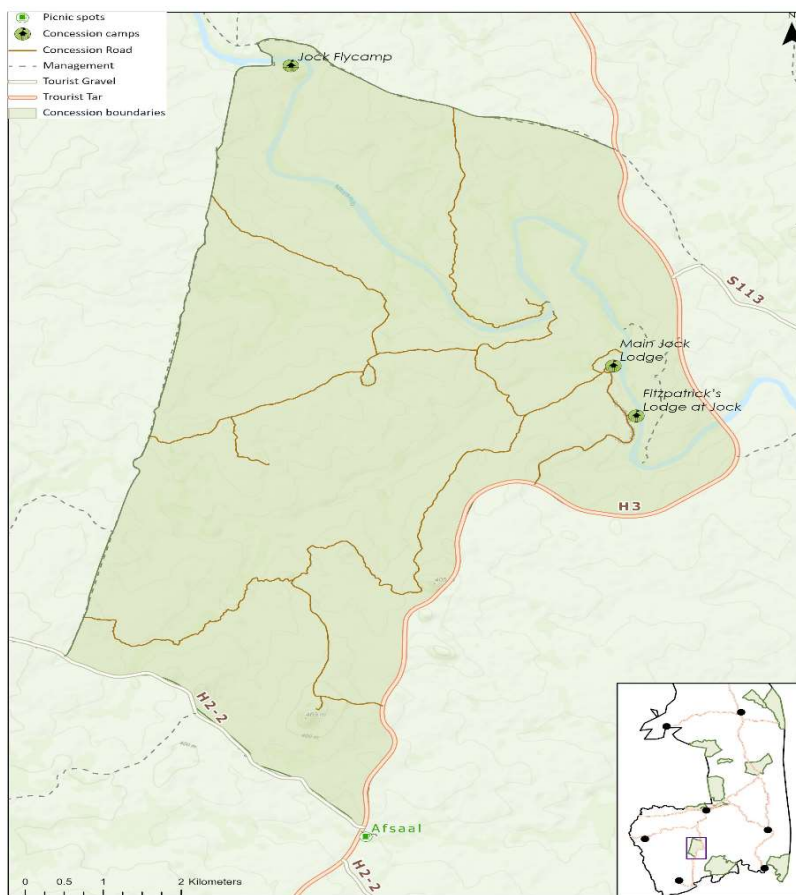 Picnic spots
Concession camps
Concession Road
Management
Tourist Gravel
Trourist Tar
Concession boundaries
N
Jock Flycamp
S113
Main Jock
Lodge
Fitzpatrick's
Lodge at Jock
H3
H2-2
Afsaal
H2-2
0 0.5 1 2 Kilometers